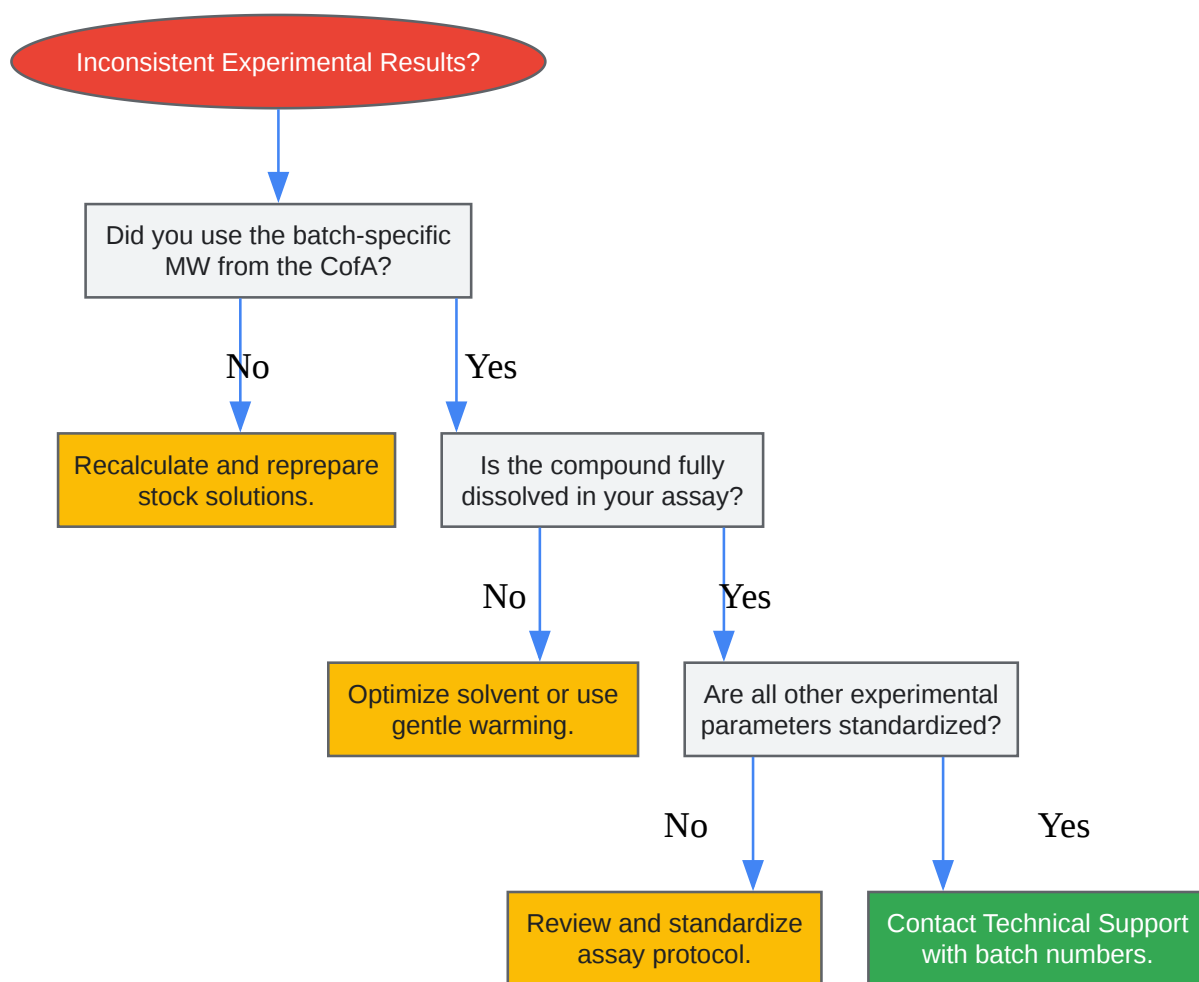 Inconsistent Experimental Results?
Did you use the batch-specific
MW from the CofA?
No
Yes
Recalculate and reprepare
stock solutions.
Is the compound fully
dissolved in your assay?
No
Yes
Optimize solvent or use
gentle warming.
Are all other experimental
parameters standardized?
No
Yes
Review and standardize
assay protocol.
Contact Technical Support
with batch numbers.